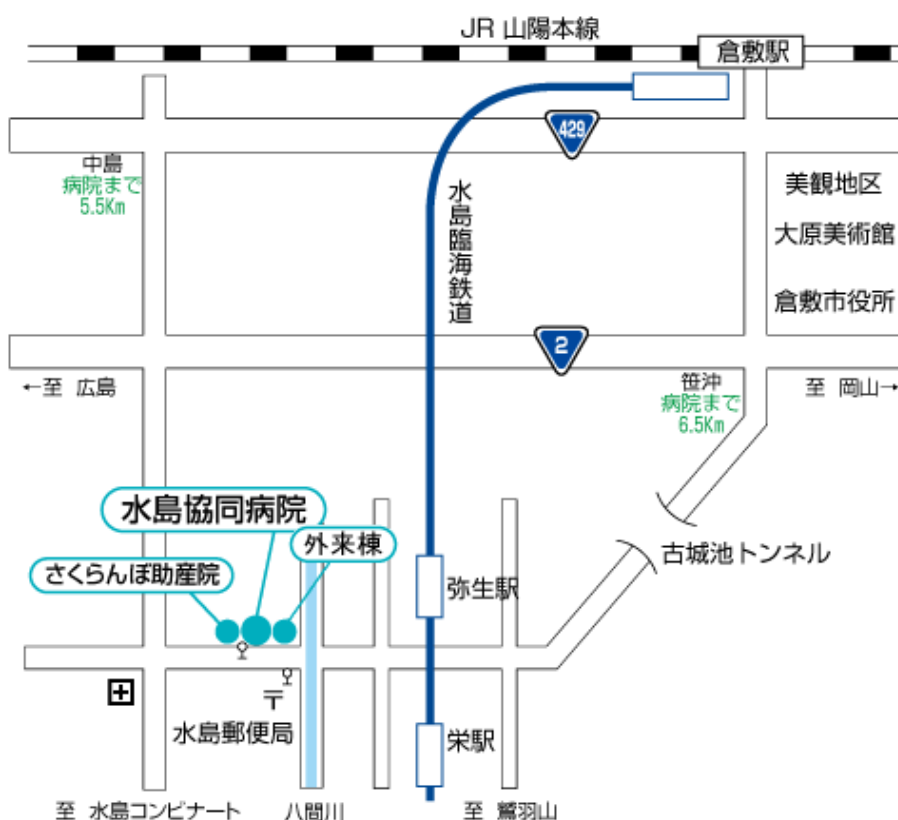 JR 山陽本線
倉敷駅
429
中島
病院まで
5.5Km
水島臨海鉄道
美観地区
大原美術館
倉敷市役所
2
←至 広島
笹沖
病院まで
6.5Km
至 岡山→
水島協同病院
外来棟
さくらんぼ助産院
弥生駅
古城池トンネル
〒
水島郵便局
栄駅
至 水島コンビナート
八間川
至 鷲羽山